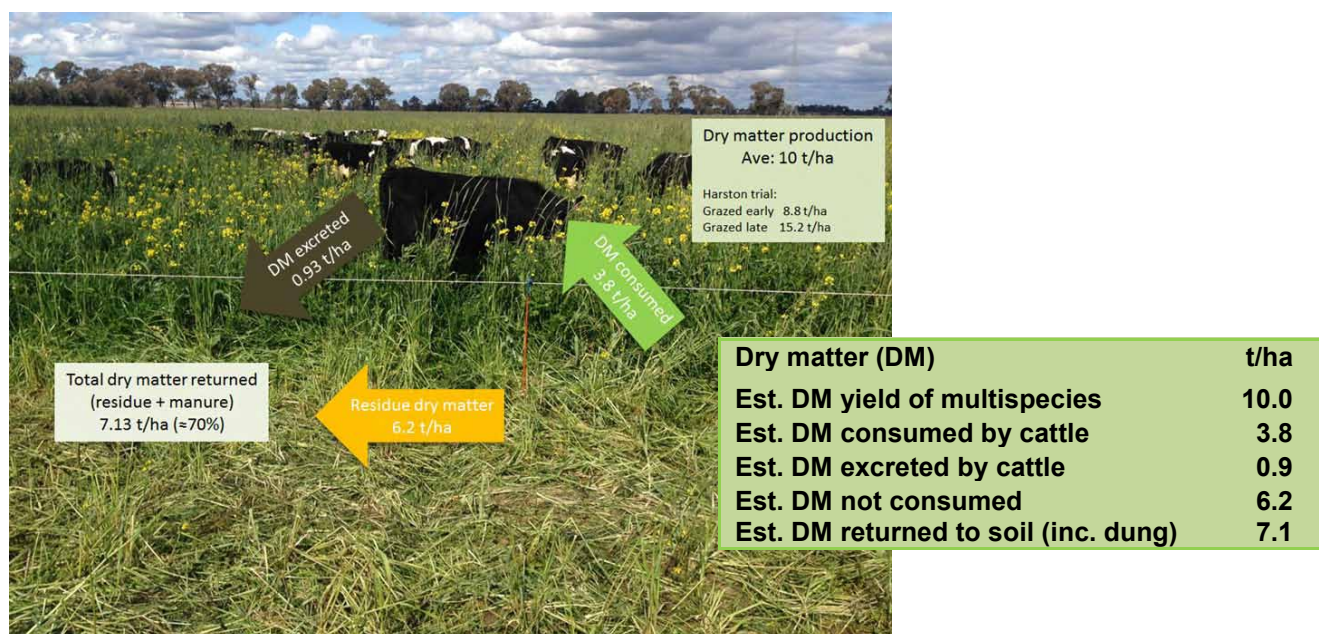 Dry matter production
Ave: 10 t/ha
Harston trial:
Grazed early 8.8 t/ha
Grazed late 15.2 t/ha
DM excreted
0.93 t/ha
DM consumed
3.8 t/ha
Total dry matter returned
(residue + manure)
7.13 t/ha (≈70%)
Residue dry matter
6.2 t/ha
Dry matter (DM) t/ha
Est. DM yield of multispecies 10.0
Est. DM consumed by cattle 3.8
Est. DM excreted by cattle 0.9
Est. DM not consumed 6.2
Est. DM returned to soil (inc. dung) 7.1